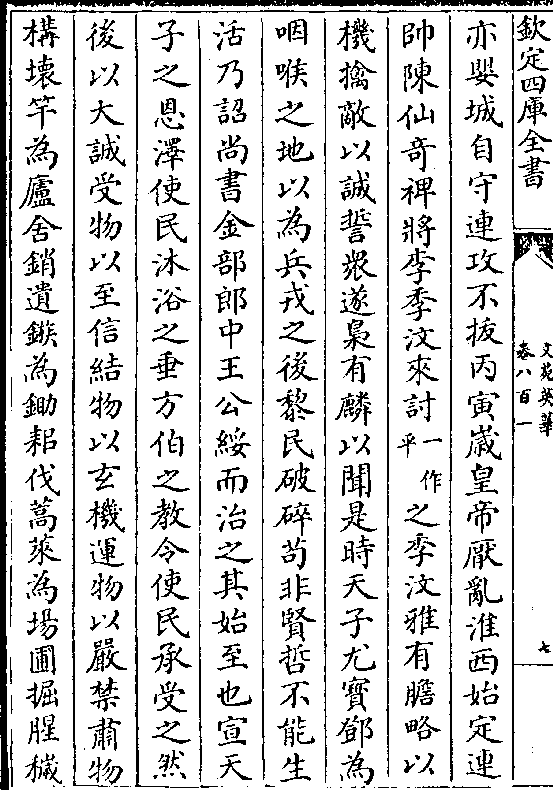 欽定四庫全書
文苑英華
卷八百一
七
亦嬰城自守連攻不拔丙寅嵗皇帝厭亂淮西始定連
帥陳仙奇裨將李季汶來討一作平之季汶雅有膽略以
機擒敵以誠誓衆遂梟有麟以聞是時天子尤寳鄧為
咽喉之地以為兵戎之後黎民破碎茍非賢哲不能生
活乃詔尚書金部郎中王公綏而治之其始至也宣天
子之恩澤使民沐浴之垂方伯之教令使民承受之然
後以大誠受物以至信結物以玄機運物以嚴禁肅物
構壊竿為廬舍銷遺鏃為鋤耜伐蒿萊為場圃掘腥穢